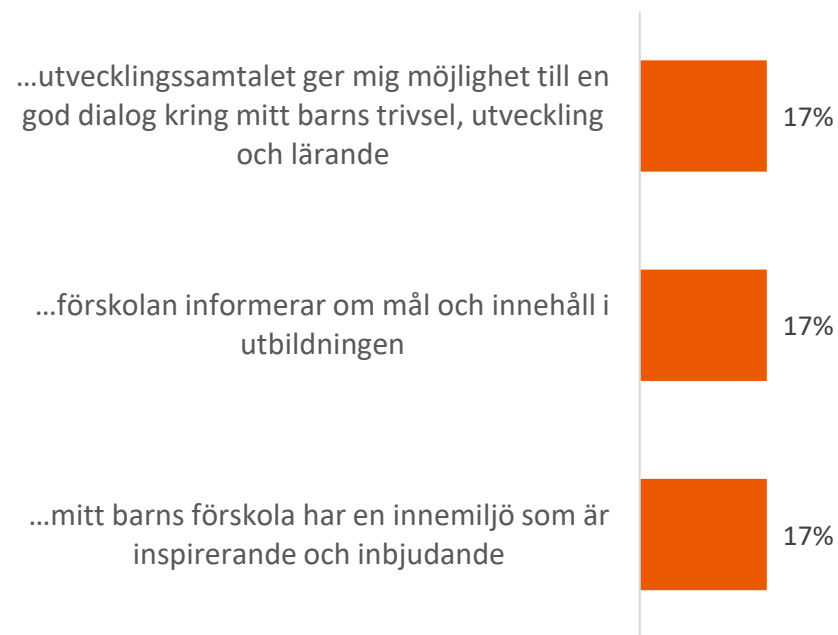 …utvecklingssamtalet ger mig möjlighet till en
god dialog kring mitt barns trivsel, utveckling
och lärande
17%
…förskolan informerar om mål och innehåll i
utbildningen
17%
…mitt barns förskola har en innemiljö som är
inspirerande och inbjudande
17%